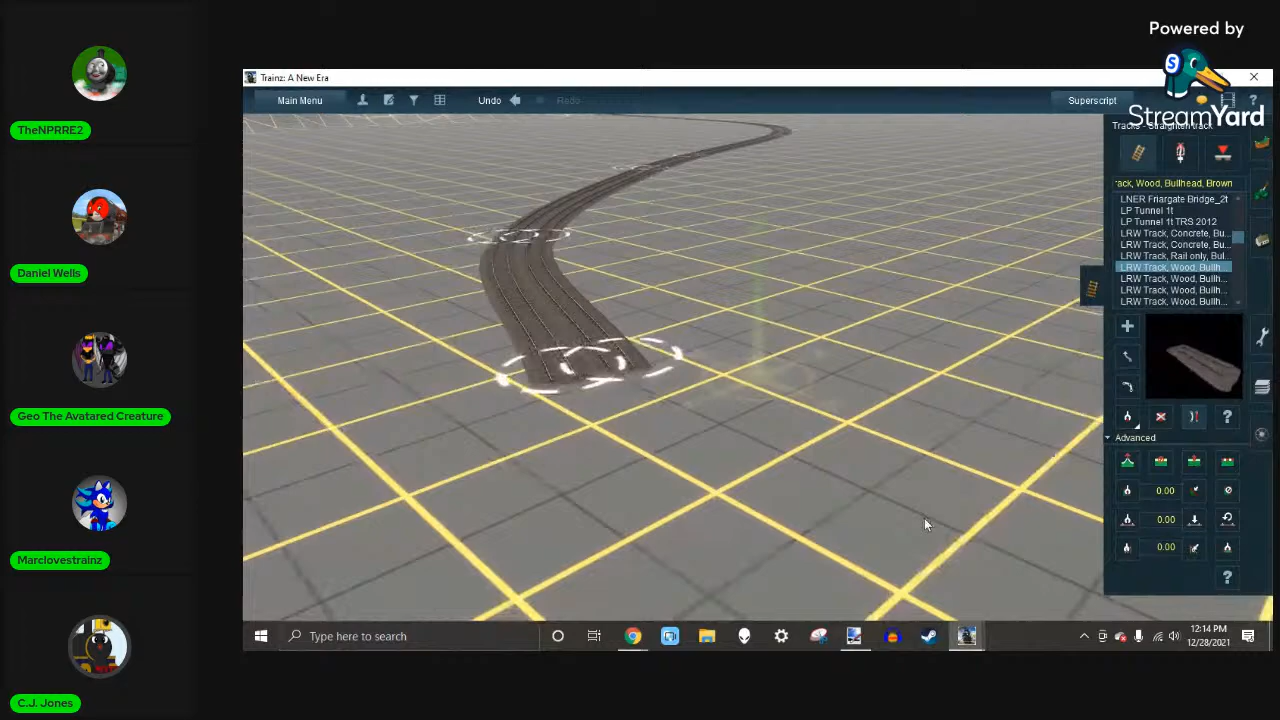 Powered by
StreamYard
TheNPRRE2
Daniel Wells
Geo The Avatared Creature
Marciovestrainz
C.J. Jones
Trainz: A New Era
Main Menu
Undo
Redo
Superscript
Tracks - Straighten track
rack, Wood, Bullhead, Brown
LNER Friargate Bridge_2t
LP Tunnel 1t
LP Tunnel 1t TRS 2012
LRW Track, Concrete, Bu...
LRW Track, Concrete, Bu...
LRW Track, Rail only, Bul...
LRW Track, Wood, Bullh...
LRW Track, Wood, Bullh...
LRW Track, Wood, Bullh...
LRW Track, Wood, Bullh...
Advanced
0.00
0.00
0.00
Type here to search
12:14 PM
12/28/2021